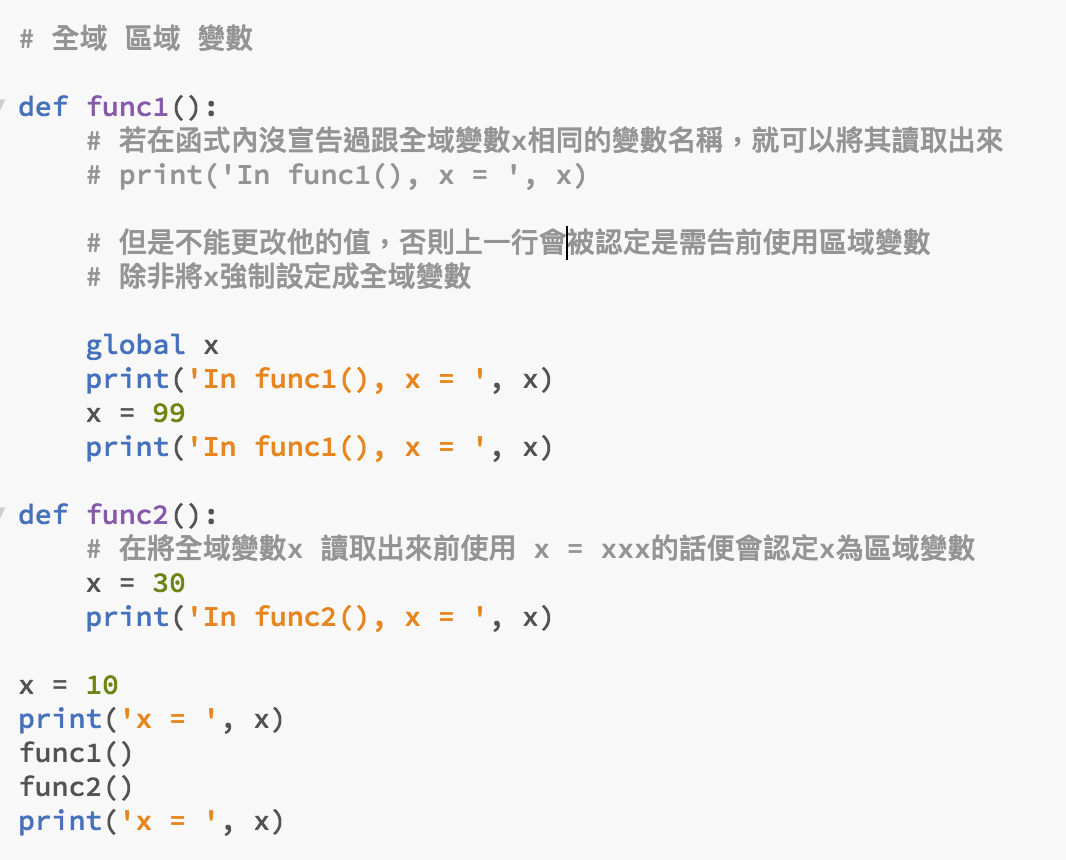 # 全域 區域 變數
def func1():
# 若在函式內沒宣告過跟全域變數x相同的變數名稱，就可以將其讀取出來
# print('In func1(), x = ', x)
# 但是不能更改他的值，否則上一行會被認定是需告前使用區域變數
# 除非將x強制設定成全域變數
global x
print('In func1(), x = ', x)
x = 99
print('In func1(), x = ', x)
def func2():
# 在將全域變數x 讀取出來前使用 x = xxx的話便會認定x為區域變數
x = 30
print('In func2(), x = ', x)
x = 10
print('x = ', x)
func1()
func2()
print('x = ', x)